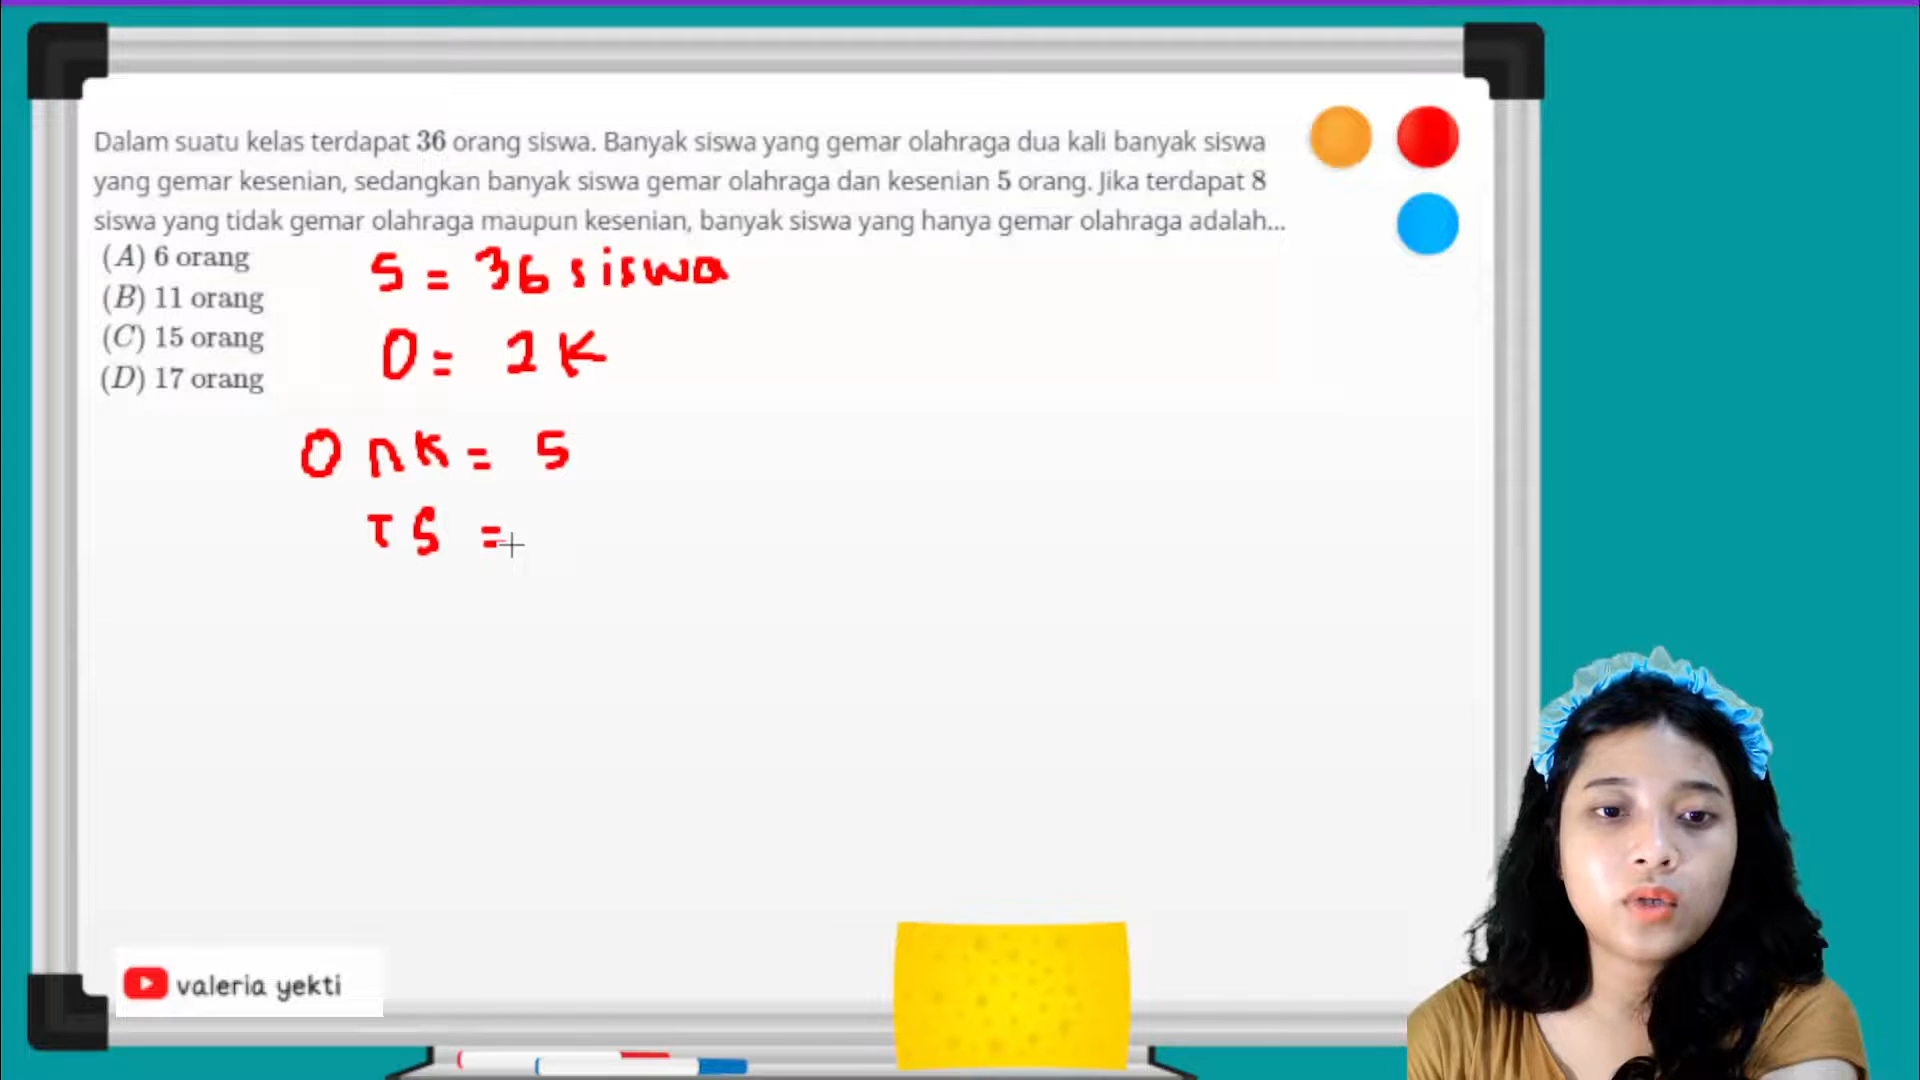 Dalam suatu kelas terdapat 36 orang siswa. Banyak siswa yang gemar olahraga dua kali banyak siswa
yang gemar kesenian, sedangkan banyak siswa gemar olahraga dan kesenian 5 orang. Jika terdapat 8
siswa yang tidak gemar olahraga maupun kesenian, banyak siswa yang hanya gemar olahraga adalah...
(A) 6 orang
(B) 11 orang
(C) 15 orang
(D) 17 orang
S = 36 siswa
O = 2 K
O ∩ K = 5
TS =
valeria yekti